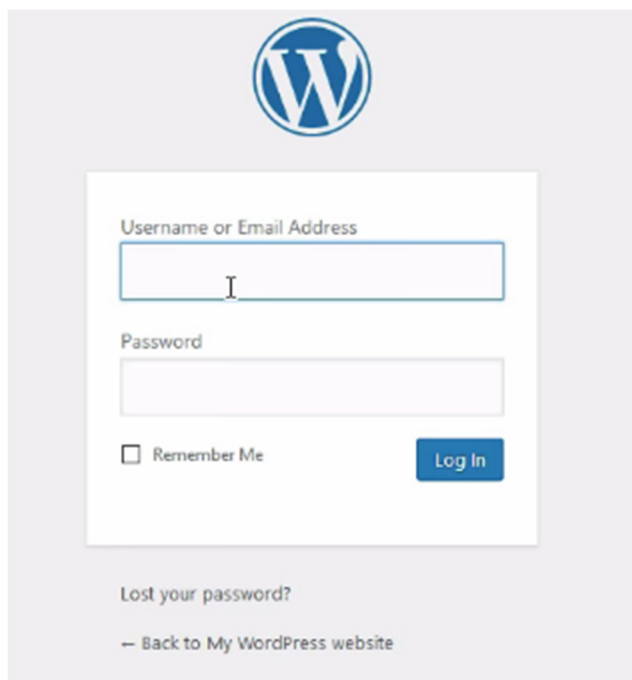 Username or Email Address
Password
Remember Me
Log In
Lost your password?
← Back to My WordPress website